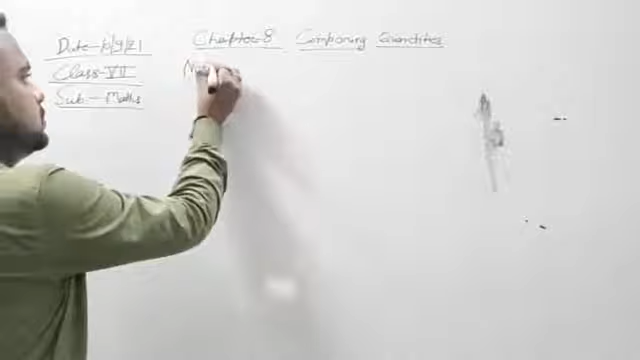 Date - 10/9/21
Chapter 8 Comparing Quantities
Class - VII
Sub - Maths